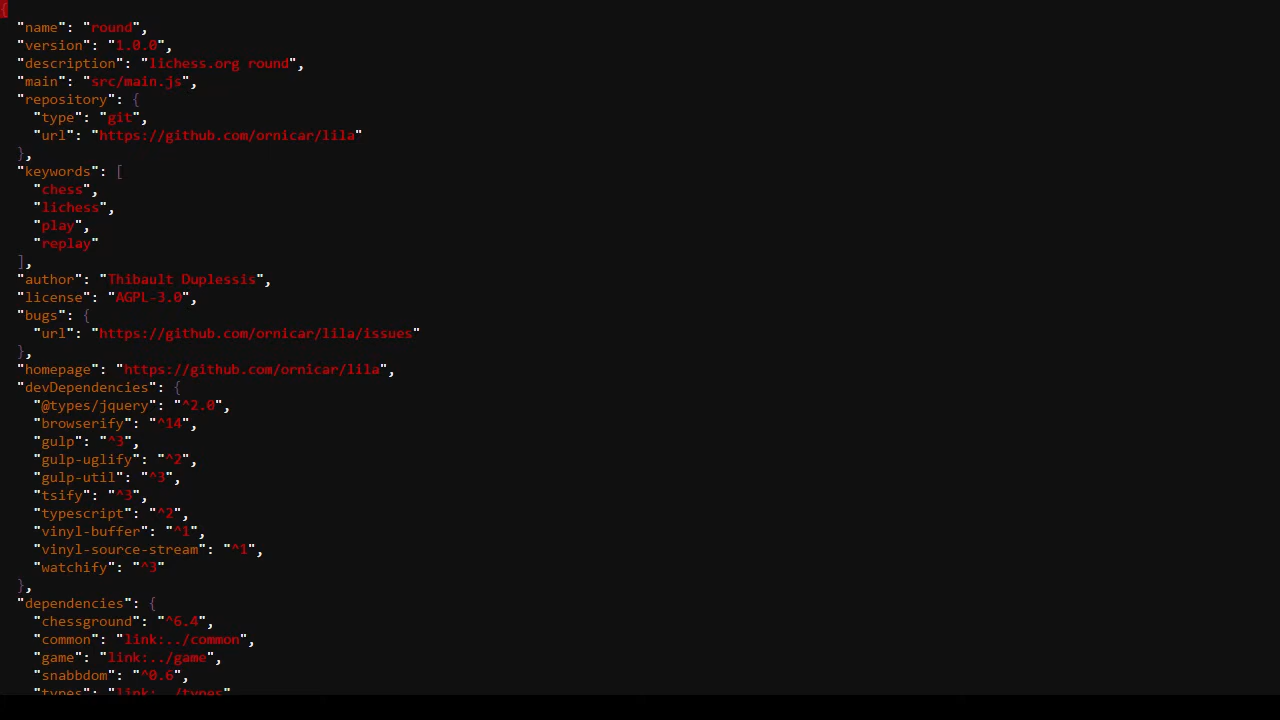 {
  "name": "round",
  "version": "1.0.0",
  "description": "lichess.org round",
  "main": "src/main.js",
  "repository": {
    "type": "git",
    "url": "https://github.com/ornicar/lila"
  },
  "keywords": [
    "chess",
    "lichess",
    "play",
    "replay"
  ],
  "author": "Thibault Duplessis",
  "license": "AGPL-3.0",
  "bugs": {
    "url": "https://github.com/ornicar/lila/issues"
  },
  "homepage": "https://github.com/ornicar/lila",
  "devDependencies": {
    "@types/jquery": "^2.0",
    "browserify": "^14",
    "gulp": "^3",
    "gulp-uglify": "^2",
    "gulp-util": "^3",
    "tsify": "^3",
    "typescript": "^2",
    "vinyl-buffer": "^1",
    "vinyl-source-stream": "^1",
    "watchify": "^3"
  },
  "dependencies": {
    "chessground": "^6.4",
    "common": "link:../common",
    "game": "link:../game",
    "snabbdom": "^0.6",
    "types": "link:../types"